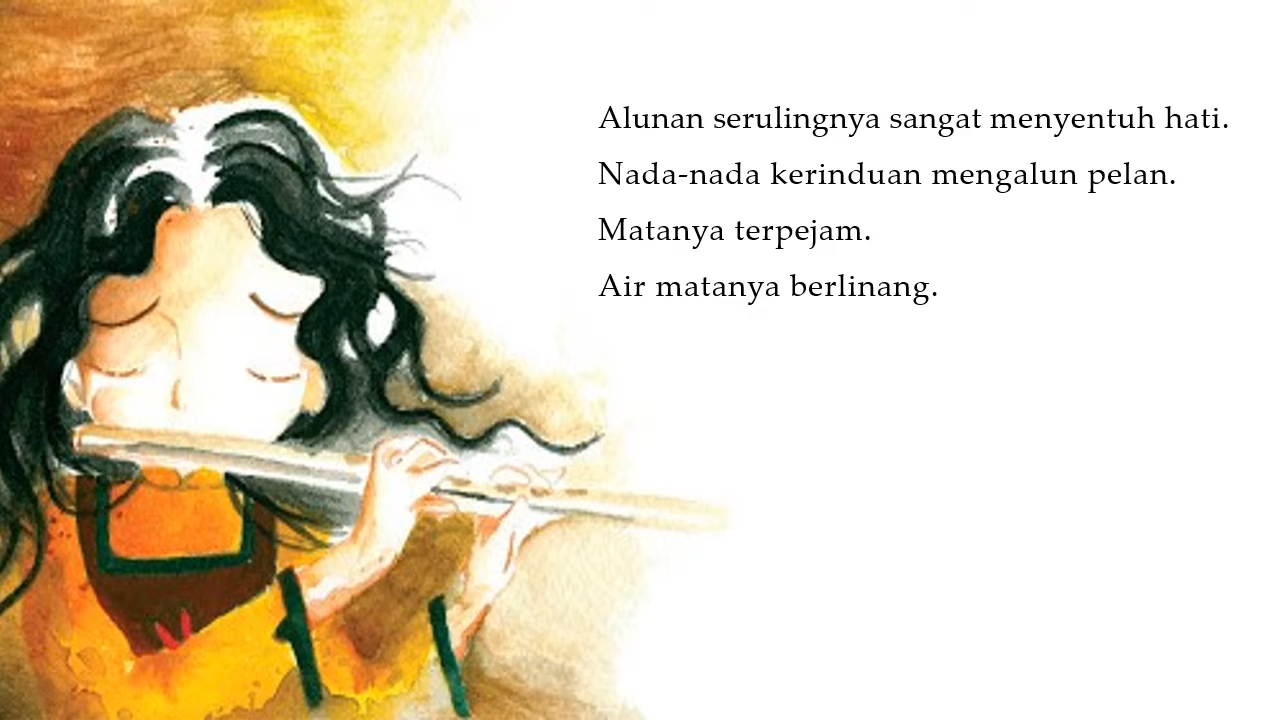 Alunan serulingnya sangat menyentuh hati.
Nada-nada kerinduan mengalun pelan.
Matanya terpejam.
Air matanya berlinang.